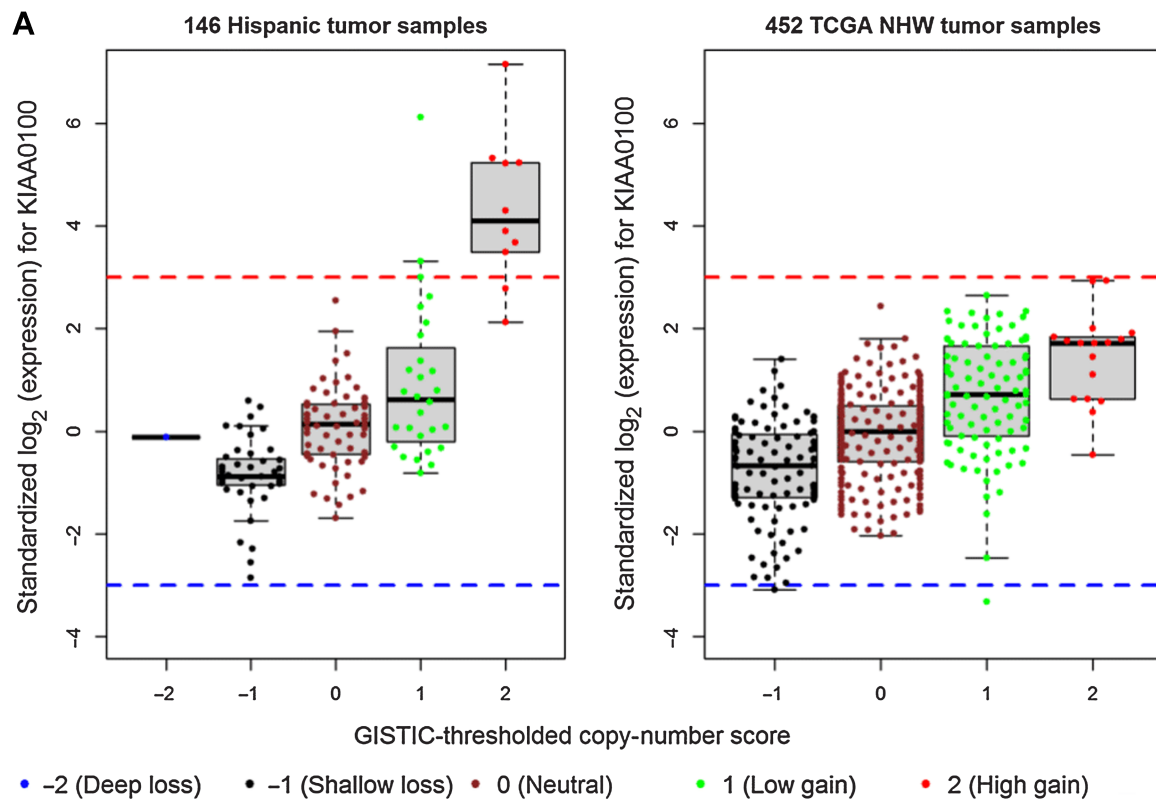 A
146 Hispanic tumor samples
452 TCGA NHW tumor samples
Standardized log2 (expression) for KIAA0100
6
4
2
0
−2
−4
−2
−1
0
1
2
Standardized log2 (expression) for KIAA0100
6
4
2
0
−2
−4
−1
0
1
2
GISTIC-thresholded copy-number score
−2 (Deep loss)
−1 (Shallow loss)
0 (Neutral)
1 (Low gain)
2 (High gain)